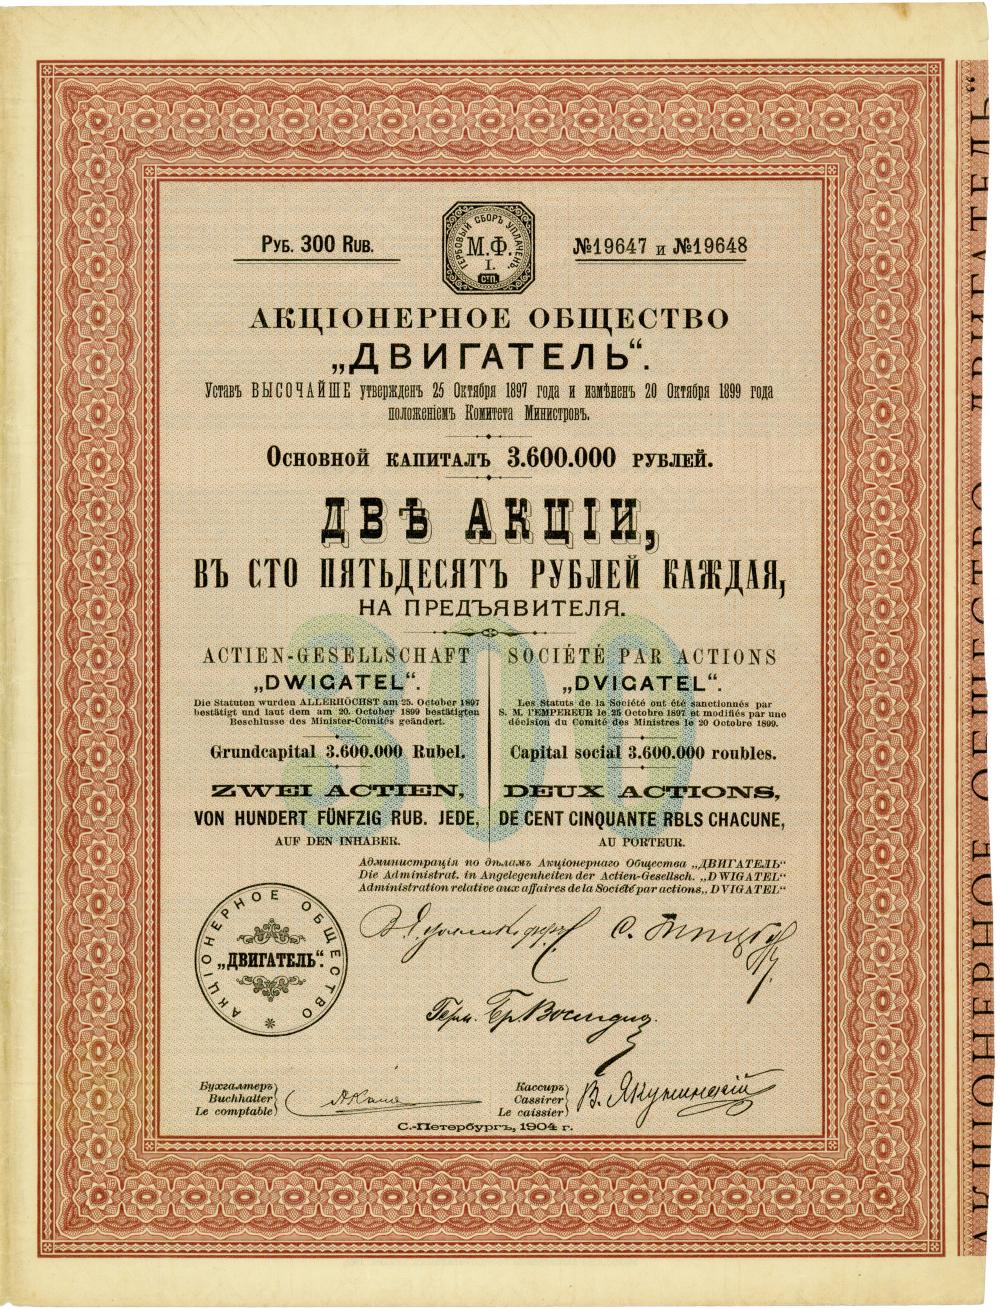 Руб. 300 Rub.
ГЕРБОВЫЙ СБОРЪ УПЛАЧЕНЪ.
М.Ф.
I.
СТП.
№19647 и №19648
АКЦІОНЕРНОЕ ОБЩЕСТВО
„ДВИГАТЕЛЬ“.
Уставъ ВЫСОЧАЙШЕ утвержденъ 25 Октября 1897 года и измѣненъ 20 Октября 1899 года
положеніемъ Комитета Министровъ.
Основной капиталъ 3.600.000 рублей.
ДВѢ АКЦІИ,
ВЪ СТО ПЯТЬДЕСЯТЪ РУБЛЕЙ КАЖДАЯ,
НА ПРЕДЪЯВИТЕЛЯ.
300
ACTIEN-GESELLSCHAFT
„DWIGATEL“.
Die Statuten wurden ALLERHÖCHST am 25. October 1897
bestätigt und laut dem am 20. October 1899 bestätigten
Beschlusse des Minister-Comités geändert.
Grundcapital 3.600.000 Rubel.
ZWEI ACTIEN,
VON HUNDERT FÜNFZIG RUB. JEDE,
AUF DEN INHABER.
SOCIÉTÉ PAR ACTIONS
„DVIGATEL“.
Les Statuts de la Société ont été sanctionnés par
S. M. l'EMPEREUR le 25 Octobre 1897 et modifiés par une
décision du Comité des Ministres le 20 Octobre 1899.
Capital social 3.600.000 roubles.
DEUX ACTIONS,
DE CENT CINQUANTE RBLS CHACUNE,
AU PORTEUR.
Администрація по дѣламъ Акціонернаго Общества „ДВИГАТЕЛЬ“
Die Administrat. in Angelegenheiten der Actien-Gesellsch. „DWIGATEL“
Administration relative aux affaires de la Société par actions „DVIGATEL“
АКЦІОНЕРНОЕ ОБЩЕСТВО
„ДВИГАТЕЛЬ“.
Бухгалтеръ
Buchhalter
Le comptable
Кассиръ
Cassirer
Le caissier
В. Якушинскій
С.-Петербургъ, 1904 г.
АКЦІОНЕРНОЕ ОБЩЕСТВО „ДВИГАТЕЛЬ“